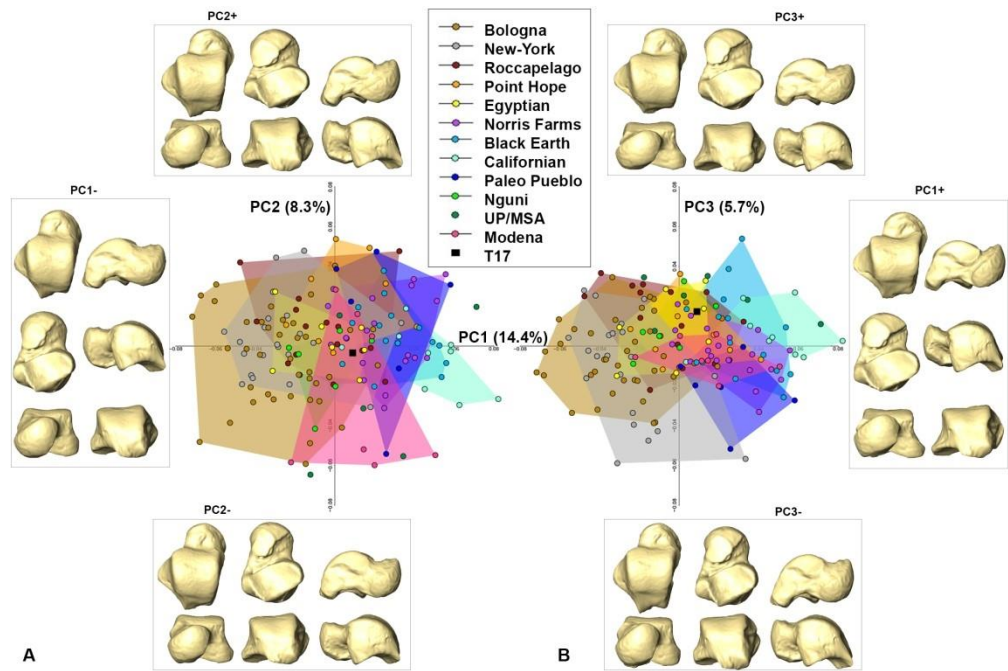 PC2+
PC3+
Bologna
New-York
Roccapelago
Point Hope
Egyptian
Norris Farms
Black Earth
Californian
Paleo Pueblo
Nguni
UP/MSA
Modena
T17
PC1-
PC1+
PC2 (8.3%)
PC3 (5.7%)
PC1 (14.4%)
PC2-
PC3-
A
B